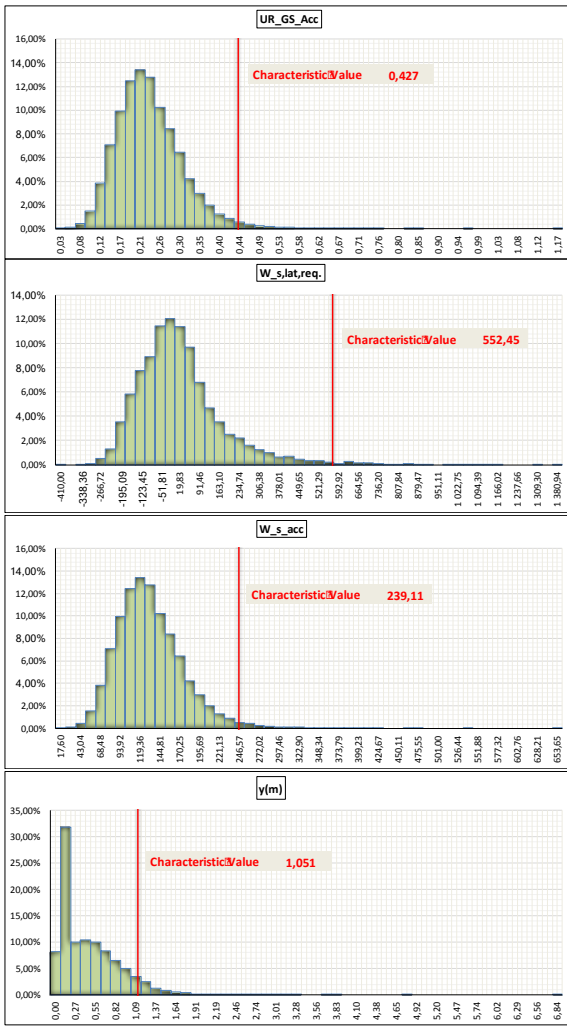 UR_GS_Acc
16,00%
14,00%
12,00%
10,00%
8,00%
6,00%
4,00%
2,00%
0,00%
Characteristic Value 0,427
0,03 0,08 0,12 0,17 0,21 0,26 0,30 0,35 0,40 0,44 0,49 0,53 0,58 0,62 0,67 0,71 0,76 0,80 0,85 0,90 0,94 0,99 1,03 1,08 1,12 1,17
W_s,lat,req.
14,00%
12,00%
10,00%
8,00%
6,00%
4,00%
2,00%
0,00%
Characteristic Value 552,45
-410,00 -338,36 -266,72 -195,09 -123,45 -51,81 19,83 91,46 163,10 234,74 306,38 378,01 449,65 521,29 592,92 664,56 736,20 807,84 879,47 951,11 1 022,75 1 094,39 1 166,02 1 237,66 1 309,30 1 380,94
W_s_acc
16,00%
14,00%
12,00%
10,00%
8,00%
6,00%
4,00%
2,00%
0,00%
Characteristic Value 239,11
17,60 43,04 68,48 93,92 119,36 144,81 170,25 195,69 221,13 246,57 272,02 297,46 322,90 348,34 373,79 399,23 424,67 450,11 475,55 501,00 526,44 551,88 577,32 602,76 628,21 653,65
y(m)
35,00%
30,00%
25,00%
20,00%
15,00%
10,00%
5,00%
0,00%
Characteristic Value 1,051
0,00 0,27 0,55 0,82 1,09 1,37 1,64 1,91 2,19 2,46 2,74 3,01 3,28 3,56 3,83 4,10 4,38 4,65 4,92 5,20 5,47 5,74 6,02 6,29 6,56 6,84